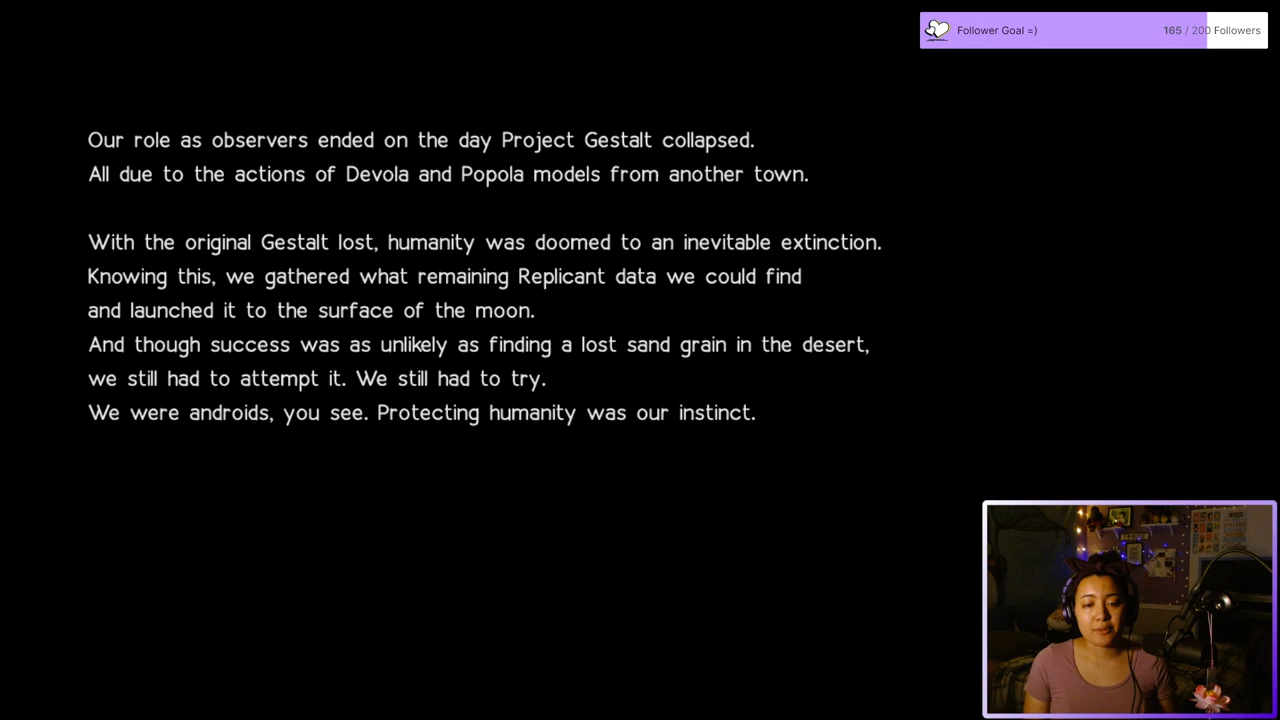 Follower Goal =)
165 / 200 Followers
Our role as observers ended on the day Project Gestalt collapsed.
All due to the actions of Devola and Popola models from another town.
With the original Gestalt lost, humanity was doomed to an inevitable extinction.
Knowing this, we gathered what remaining Replicant data we could find
and launched it to the surface of the moon.
And though success was as unlikely as finding a lost sand grain in the desert,
we still had to attempt it. We still had to try.
We were androids, you see. Protecting humanity was our instinct.